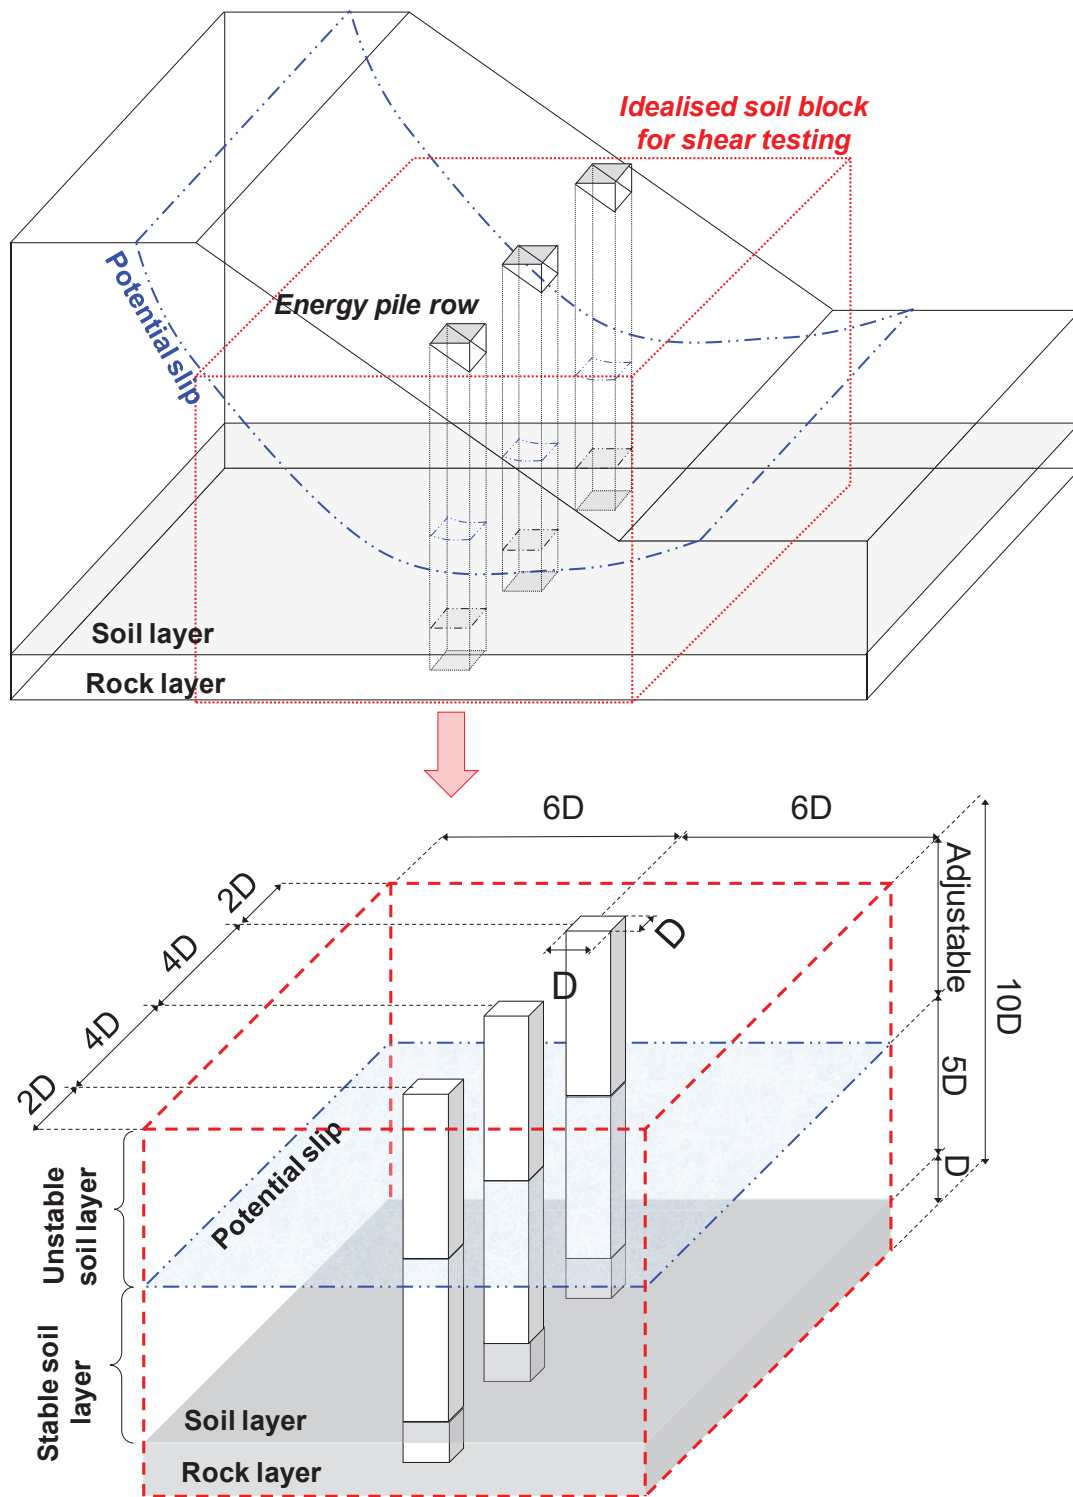 Idealised soil block
for shear testing
Potential slip
Energy pile row
Soil layer
Rock layer
6D
6D
2D
4D
4D
2D
D
D
Adjustable
10D
5D
D
Potential slip
Unstable
soil layer
Stable soil
layer
Soil layer
Rock layer